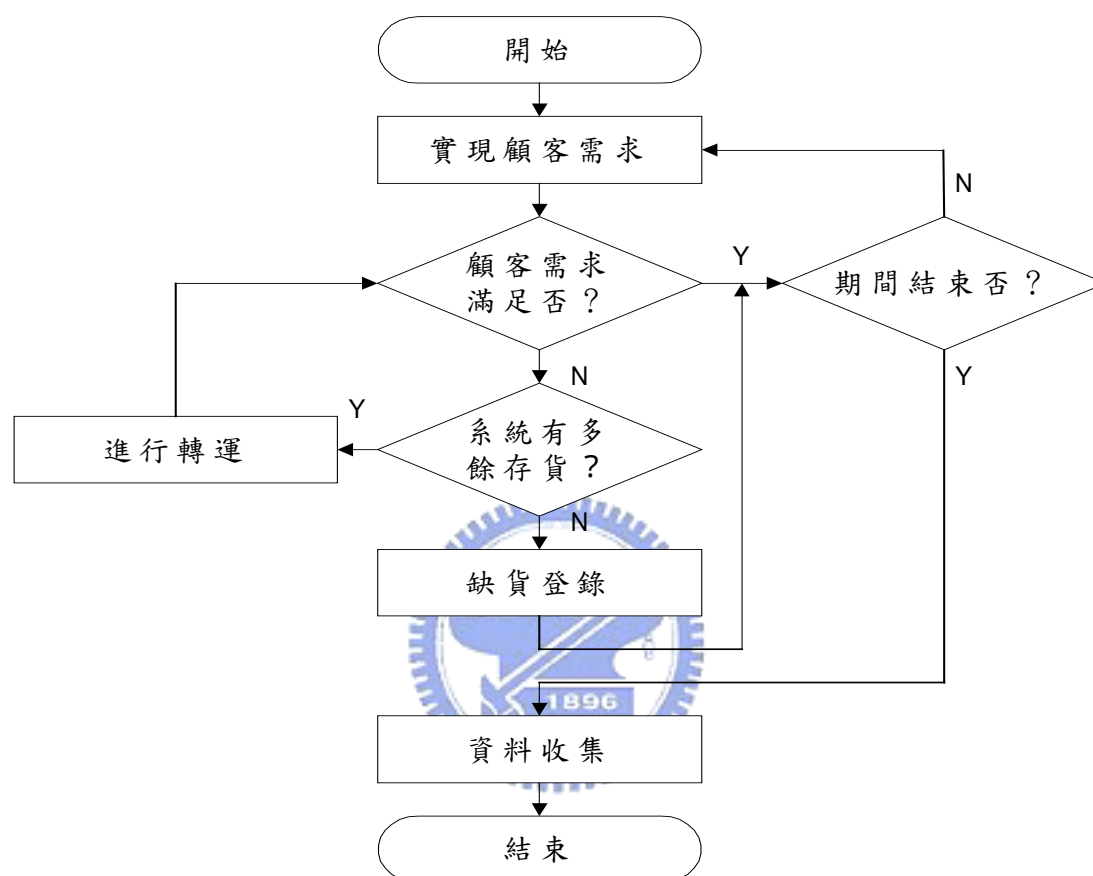 開始
實現顧客需求
N
顧客需求
滿足否？
Y
期間結束否？
N
Y
Y
系統有多
餘存貨？
進行轉運
N
缺貨登錄
1896
資料收集
結束